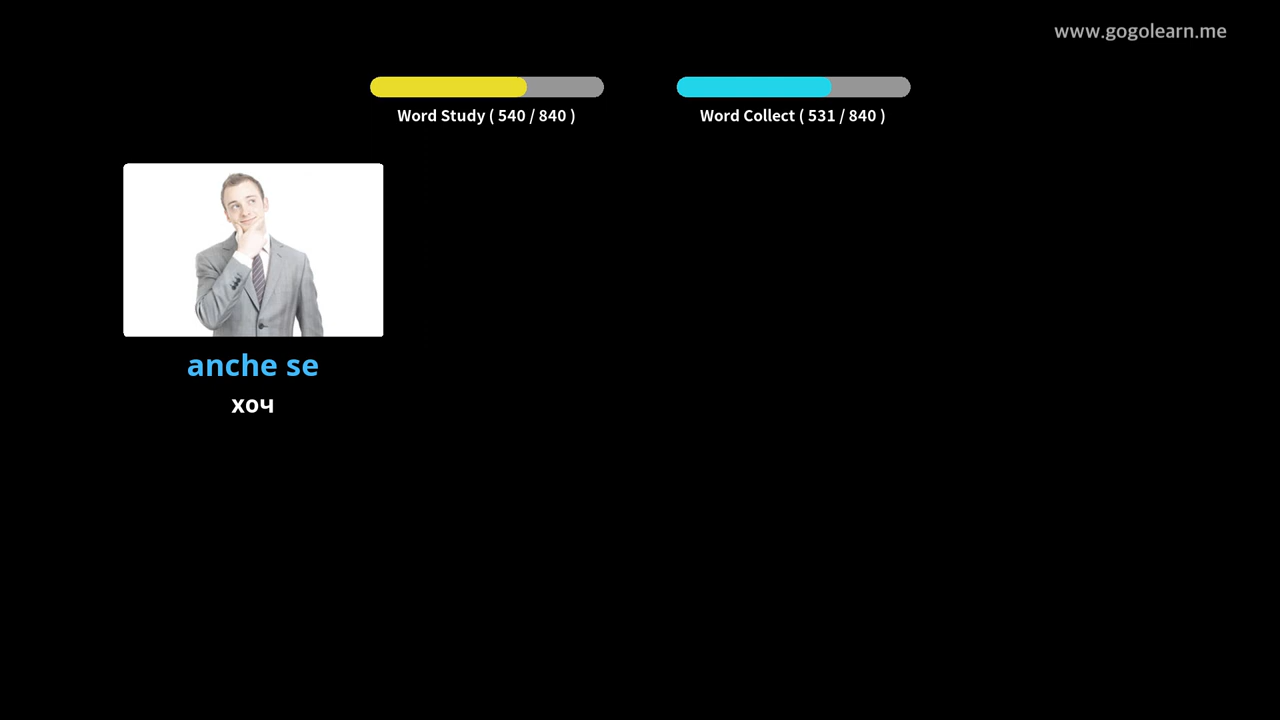 www.gogolearn.me
Word Study ( 540 / 840 )
Word Collect ( 531 / 840 )
anche se
хоч